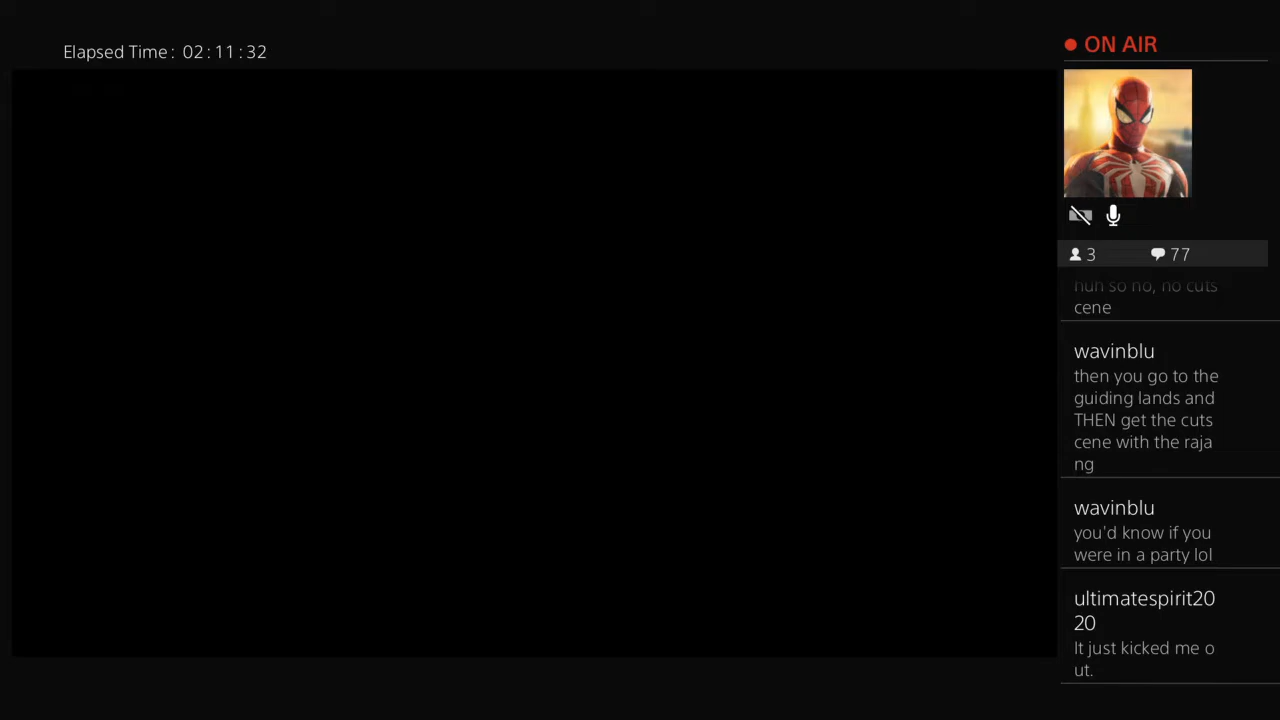 Elapsed Time: 02:11:32
ON AIR
3 77
huh so no, no cuts
cene
wavinblu
then you go to the
guiding lands and
THEN get the cuts
cene with the raja
ng
wavinblu
you'd know if you
were in a party lol
ultimatespirit20
20
It just kicked me o
ut.